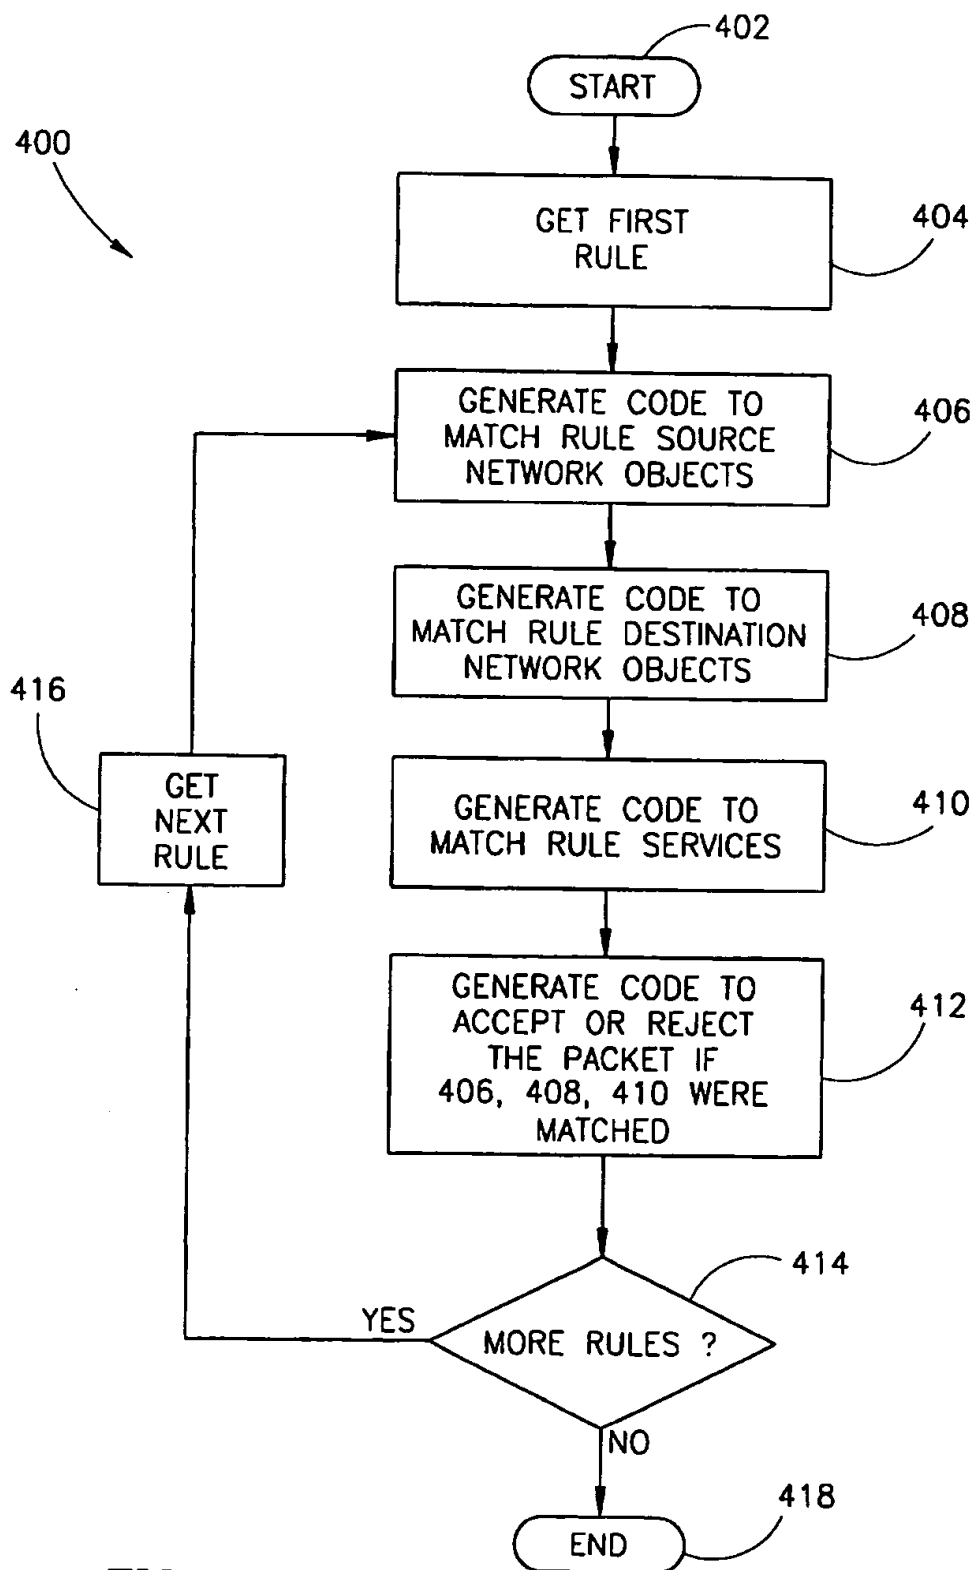 402
START
400
GET FIRST
RULE
404
GENERATE CODE TO
MATCH RULE SOURCE
NETWORK OBJECTS
406
GENERATE CODE TO
MATCH RULE DESTINATION
NETWORK OBJECTS
408
416
GET
NEXT
RULE
GENERATE CODE TO
MATCH RULE SERVICES
410
GENERATE CODE TO
ACCEPT OR REJECT
THE PACKET IF
406, 408, 410 WERE
MATCHED
412
414
YES
MORE RULES ?
NO
418
END